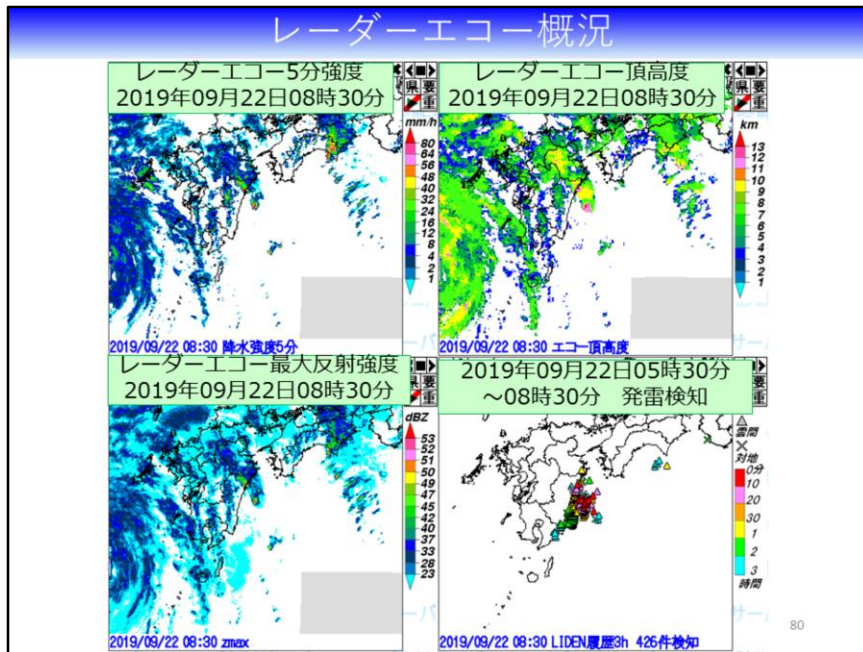 レーダーエコー概況
レーダーエコー5分強度
2019年09月22日08時30分
県 要
重
mm/h
80
64
56
48
40
32
24
16
12
8
4
2
1
2019/09/22 08:30 降水強度5分
レーダーエコー頂高度
2019年09月22日08時30分
県 要
重
km
13
12
11
10
9
8
7
6
5
4
3
2
1
2019/09/22 08:30 エコー頂高度
レーダーエコー最大反射強度
2019年09月22日08時30分
県 要
重
dBZ
53
52
51
50
49
47
45
42
40
37
33
28
23
2019/09/22 08:30 zmax
2019年09月22日05時30分
～08時30分 発雷検知
県 要
重
雲間
対地
0分
10
20
30
1
2
3
時間
2019/09/22 08:30 LIDEN履歴3h 426件検知
80